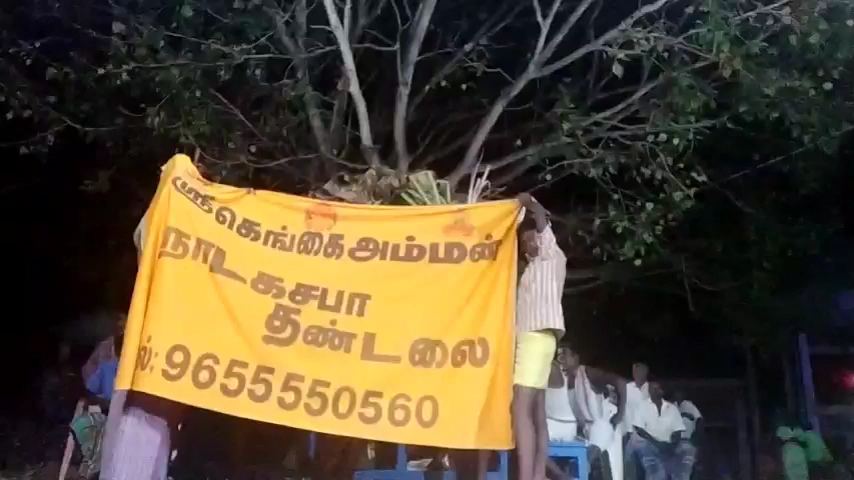 ஸ்ரீ கெங்கை அம்மன்
நாடக சபா
தண்டலை
ல்: 9655550560